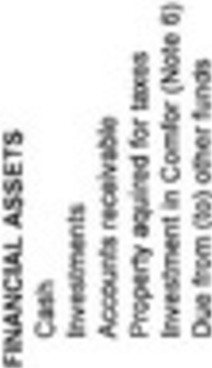 FINANCIAL ASSETS
Cash
Investments
Accounts receivable
Property aquired for taxes
Investment in Comfor (Note 6)
Due from (to) other funds